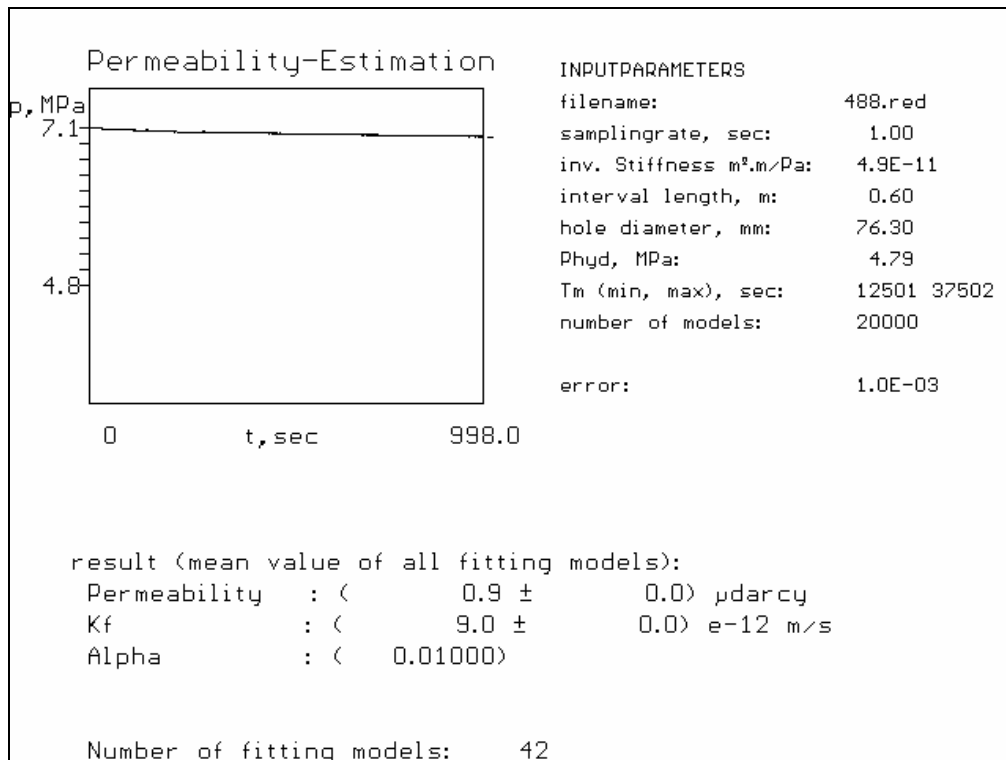 Permeability-Estimation
p,MPa
7.1
4.8
0 t,sec 998.0
INPUTPARAMETERS
filename: 488.red
samplingrate, sec: 1.00
inv. Stiffness m².m/Pa: 4.9E-11
interval length, m: 0.60
hole diameter, mm: 76.30
Phyd, MPa: 4.79
Tm (min, max), sec: 12501 37502
number of models: 20000
error: 1.0E-03
result (mean value of all fitting models):
Permeability : ( 0.9 ± 0.0) µdarcy
Kf : ( 9.0 ± 0.0) e-12 m/s
Alpha : ( 0.01000)
Number of fitting models: 42